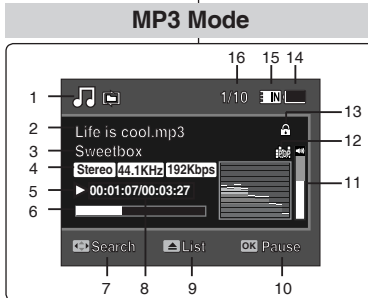 MP3 Mode
16 15 14
1 1/10 IN
13
2 Life is cool.mp3
12
3 Sweetbox
4 Stereo 44.1KHz 192Kbps
11
5 00:01:07/00:03:27
6
Search List OK Pause
7 8 9 10